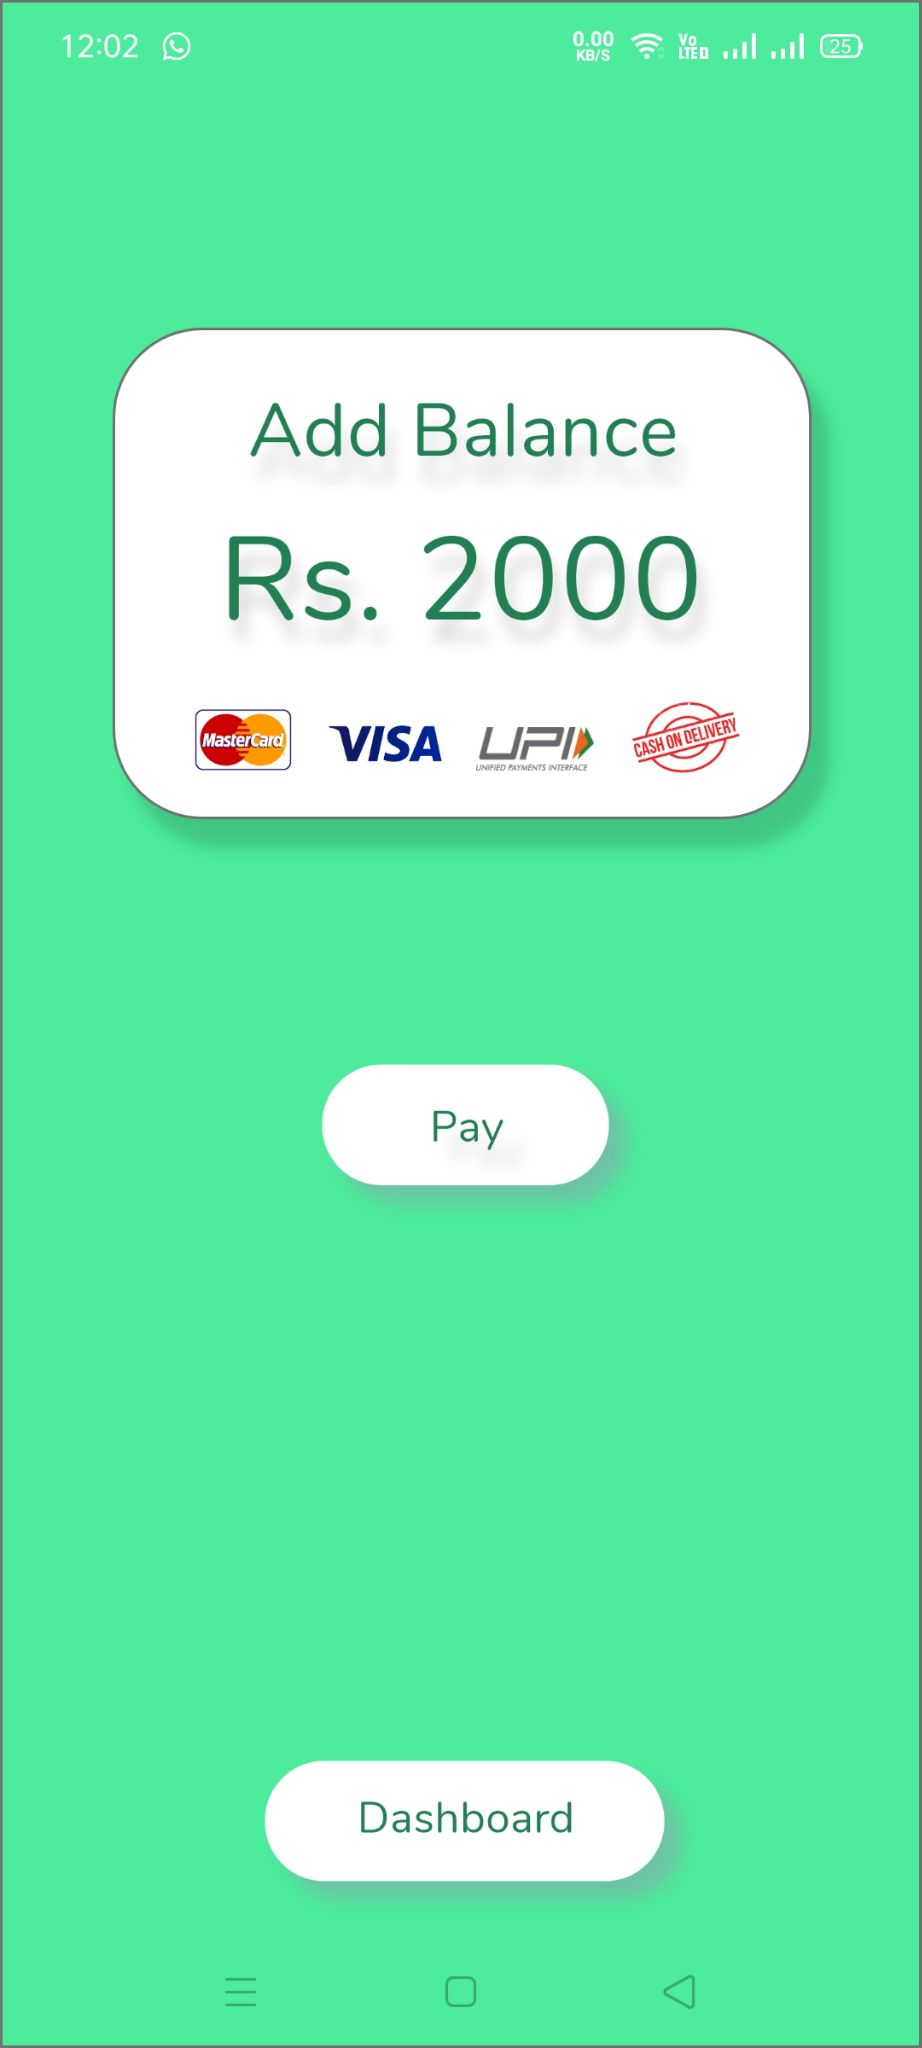 12:02 0.00 KB/S Vo LTE 25
Add Balance
Rs. 2000
MasterCard VISA UPI CASH ON DELIVERY
UNIFIED PAYMENTS INTERFACE
Pay
Dashboard